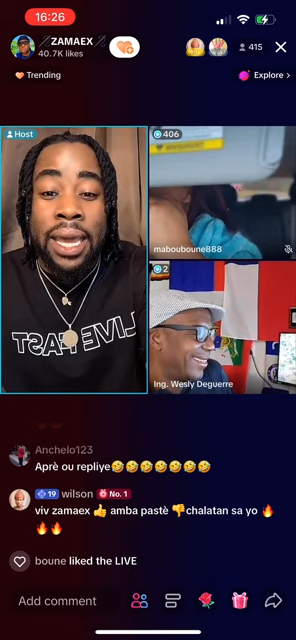 16:26
ZAMAEX
40.7K likes
415
Trending
Explore >
Host
406
mabouboune888
2
LIVE FAST
Ing. Wesly Deguerre
Anchelo123
Aprè ou repliye🤣🤣🤣🤣🤣🤣🤣
19 wilson No. 1
viv zamaex 👍 amba pastè 👎chalatan sa yo 🔥
🔥🔥
boune liked the LIVE
Add comment